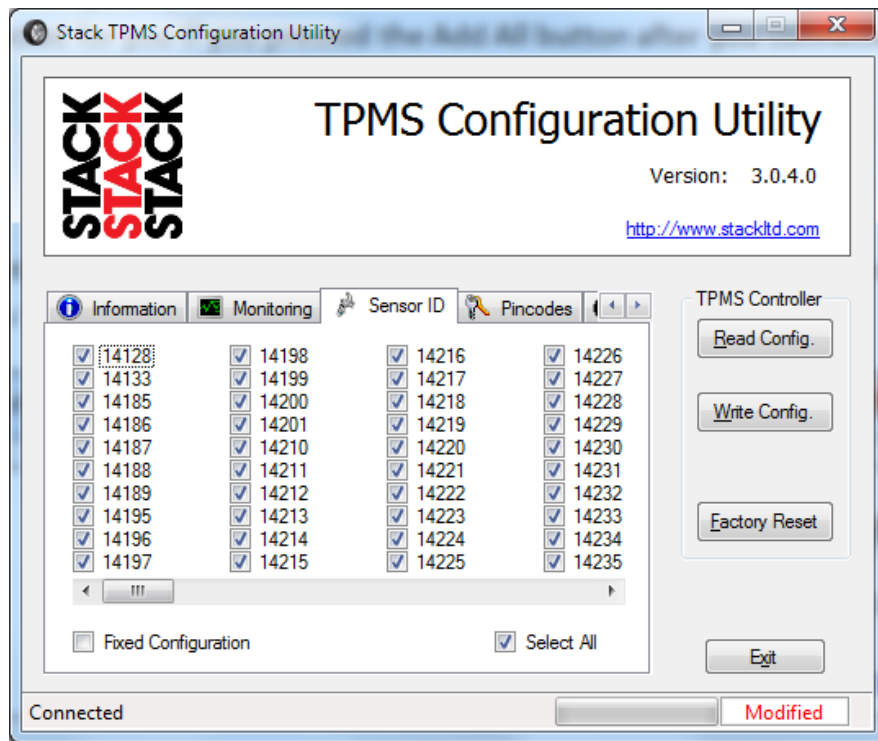 Stack TPMS Configuration Utility
STACK
STACK
STACK
TPMS Configuration Utility
Version: 3.0.4.0
http://www.stackltd.com
Information Monitoring Sensor ID Pincodes
TPMS Controller
Read Config.
Write Config.
Factory Reset
14128 14198 14216 14226
14133 14199 14217 14227
14185 14200 14218 14228
14186 14201 14219 14229
14187 14210 14220 14230
14188 14211 14221 14231
14189 14212 14222 14232
14195 14213 14223 14233
14196 14214 14224 14234
14197 14215 14225 14235
Fixed Configuration Select All
Exit
Connected Modified